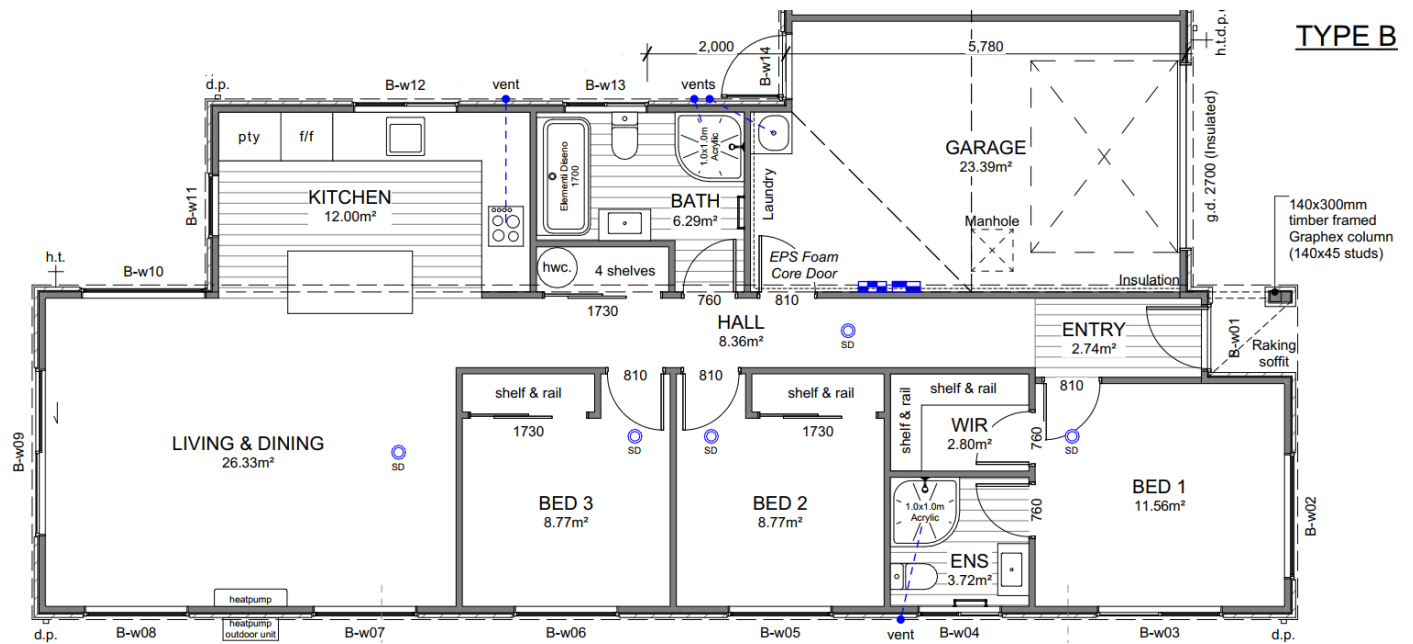 TYPE B
2,000
5,780
h.t.d.p.
d.p.
B-w12
vent
B-w13
vents
B-w14
pty
f/f
Elementi Diseno
1700
1.0x1.0m
Acrylic
Laundry
GARAGE
23.39m²
g.d. 2700 (Insulated)
KITCHEN
12.00m²
B-w11
BATH
6.29m²
Manhole
140x300mm
timber framed
Graphex column
(140x45 studs)
h.t.
B-w10
hwc.
4 shelves
EPS Foam
Core Door
Insulation
1730
760
810
HALL
8.36m²
SD
ENTRY
2.74m²
B-w01
Raking
soffit
810
810
810
shelf & rail
shelf & rail
shelf & rail
shelf & rail
1730
1730
WIR
2.80m²
760
SD
SD
SD
SD
LIVING & DINING
26.33m²
B-w09
BED 3
8.77m²
BED 2
8.77m²
1.0x1.0m
Acrylic
760
BED 1
11.56m²
B-w02
ENS
3.72m²
heatpump
heatpump
outdoor unit
d.p.
B-w08
B-w07
B-w06
B-w05
vent
B-w04
B-w03
d.p.